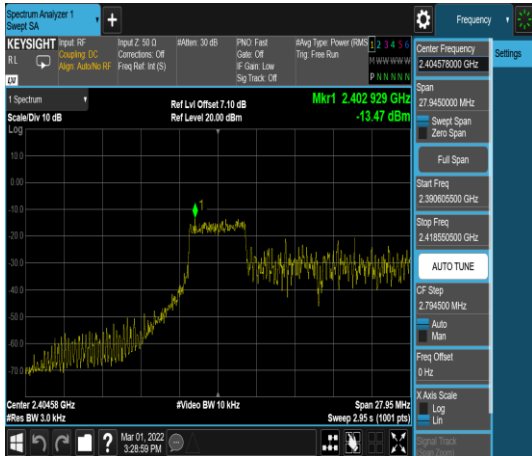 Spectrum Analyzer 1
Swept SA
Frequency
KEYSIGHT
RL
LXI
Input: RF
Coupling: DC
Align: Auto/No RF
Input Z: 50 Ω
Corrections: Off
Freq Ref: Int (S)
#Atten: 30 dB
PNO: Fast
Gate: Off
IF Gain: Low
Sig Track: Off
#Avg Type: Power (RMS
Trig: Free Run
1 2 3 4 5 6
M W W W W W
P N N N N N
1 Spectrum
Scale/Div 10 dB
Ref Lvl Offset 7.10 dB
Ref Level 20.00 dBm
Mkr1 2.402 929 GHz
-13.47 dBm
Log
10.0
0.00
-10.0
-20.0
-30.0
-40.0
-50.0
-60.0
-70.0
1
Center 2.40458 GHz
#Res BW 3.0 kHz
#Video BW 10 kHz
Span 27.95 MHz
Sweep 2.95 s (1001 pts)
Mar 01, 2022
3:28:59 PM
?
Center Frequency
2.404578000 GHz
Span
27.9450000 MHz
Swept Span
Zero Span
Full Span
Start Freq
2.390605500 GHz
Stop Freq
2.418550500 GHz
AUTO TUNE
CF Step
2.794500 MHz
Auto
Man
Freq Offset
0 Hz
X Axis Scale
Log
Lin
Signal Track
(Span Zoom)
Settings